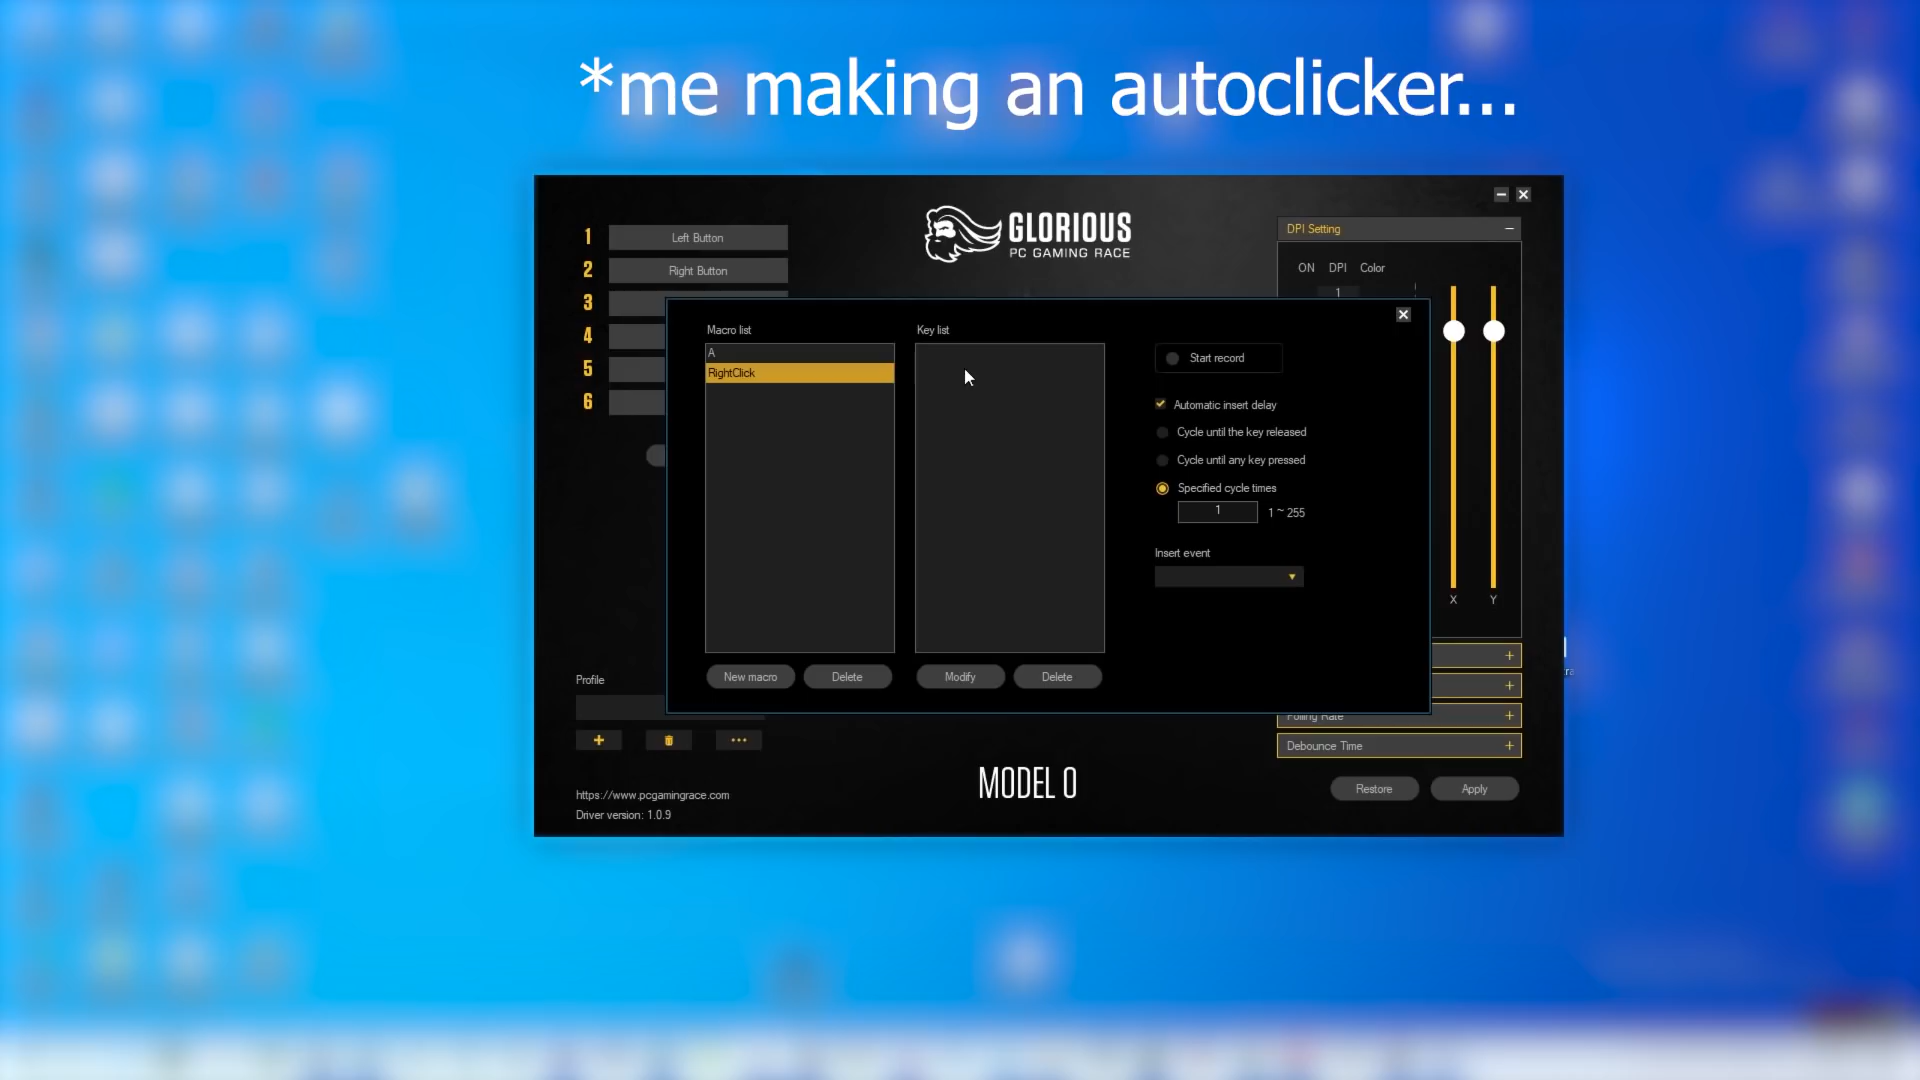 *me making an autoclicker...
GLORIOUS
PC GAMING RACE
1 Left Button
2 Right Button
3
4
5
6
DPI Setting
ON DPI Color
1
X Y
Macro list
A
RightClick
New macro
Delete
Key list
Modify
Delete
Start record
Automatic insert delay
Cycle until the key released
Cycle until any key pressed
Specified cycle times
1 1 ~ 255
Insert event
Profile
Polling Rate
Debounce Time
Restore
Apply
MODEL O
https://www.pcgamingrace.com
Driver version: 1.0.9